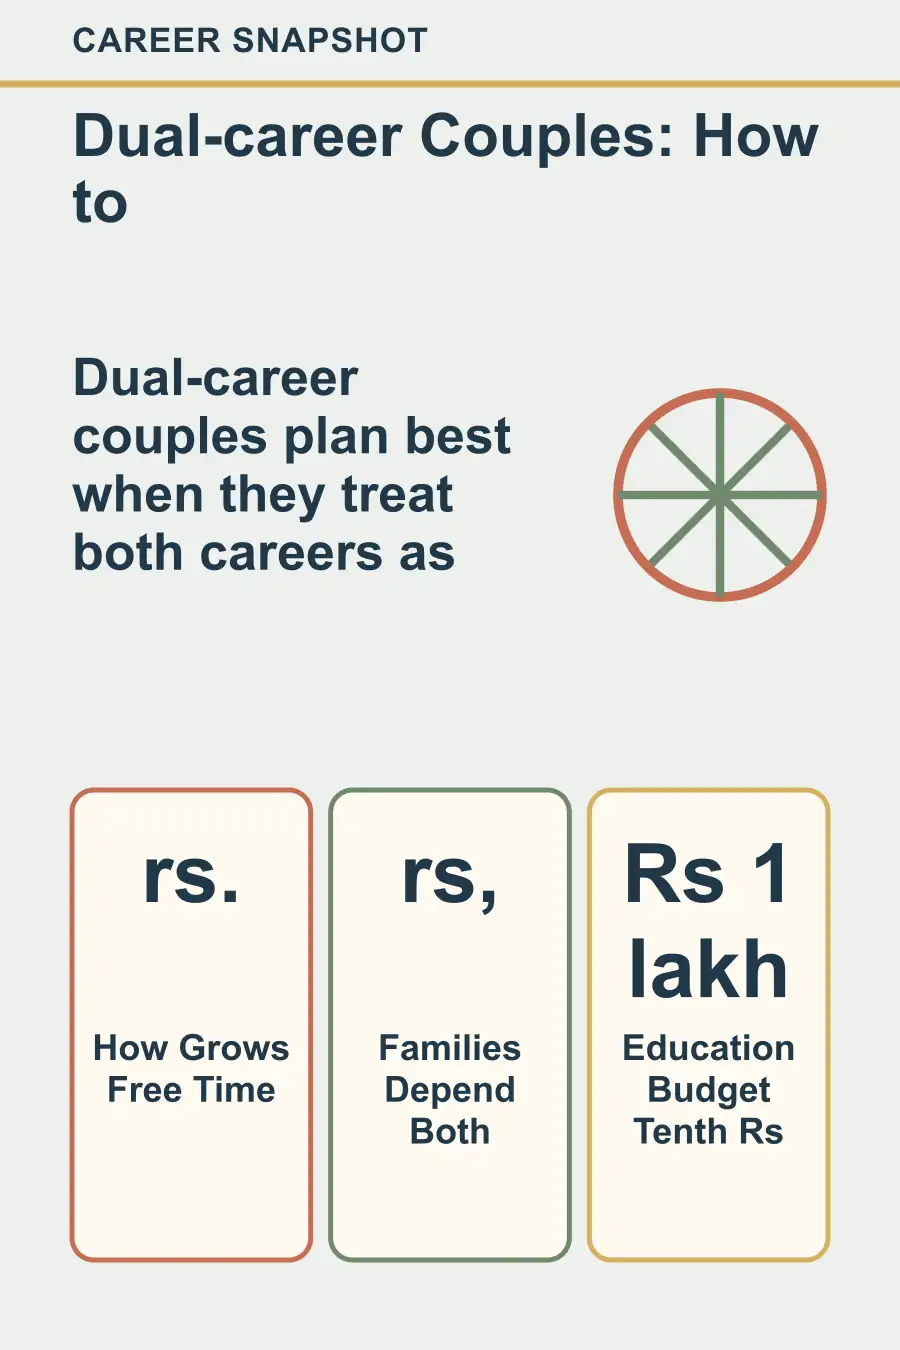 CAREER SNAPSHOT
Dual-career Couples: How
to
Dual-career
couples plan best
when they treat
both careers as
rs.
How Grows
Free Time
rs,
Families
Depend
Both
Rs 1
lakh
Education
Budget
Tenth Rs